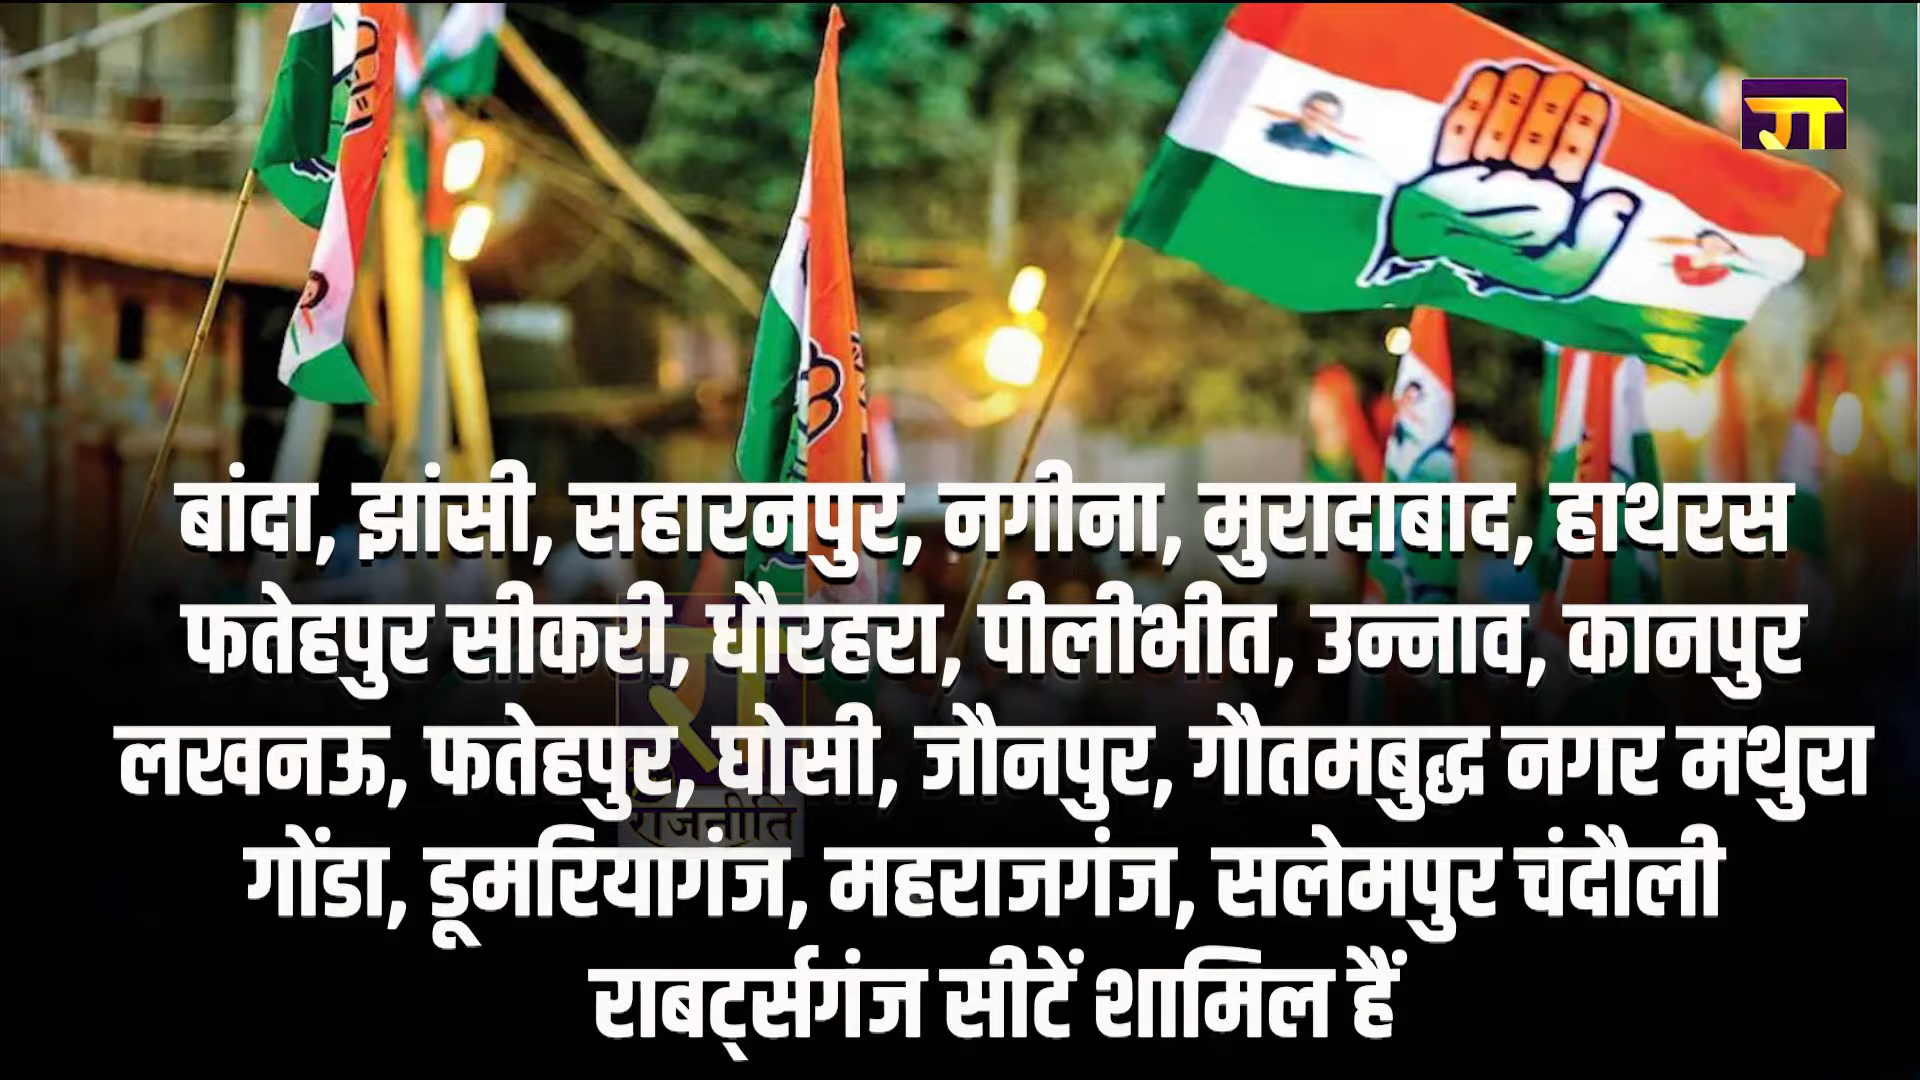 रा
बांदा, झांसी, सहारनपुर, नगीना, मुरादाबाद, हाथरस
फतेहपुर सीकरी, धौरहरा, पीलीभीत, उन्नाव, कानपुर
लखनऊ, फतेहपुर, घोसी, जौनपुर, गौतमबुद्ध नगर मथुरा
राजनीति
गोंडा, डूमरियागंज, महराजगंज, सलेमपुर चंदौली
राबर्ट्सगंज सीटें शामिल हैं